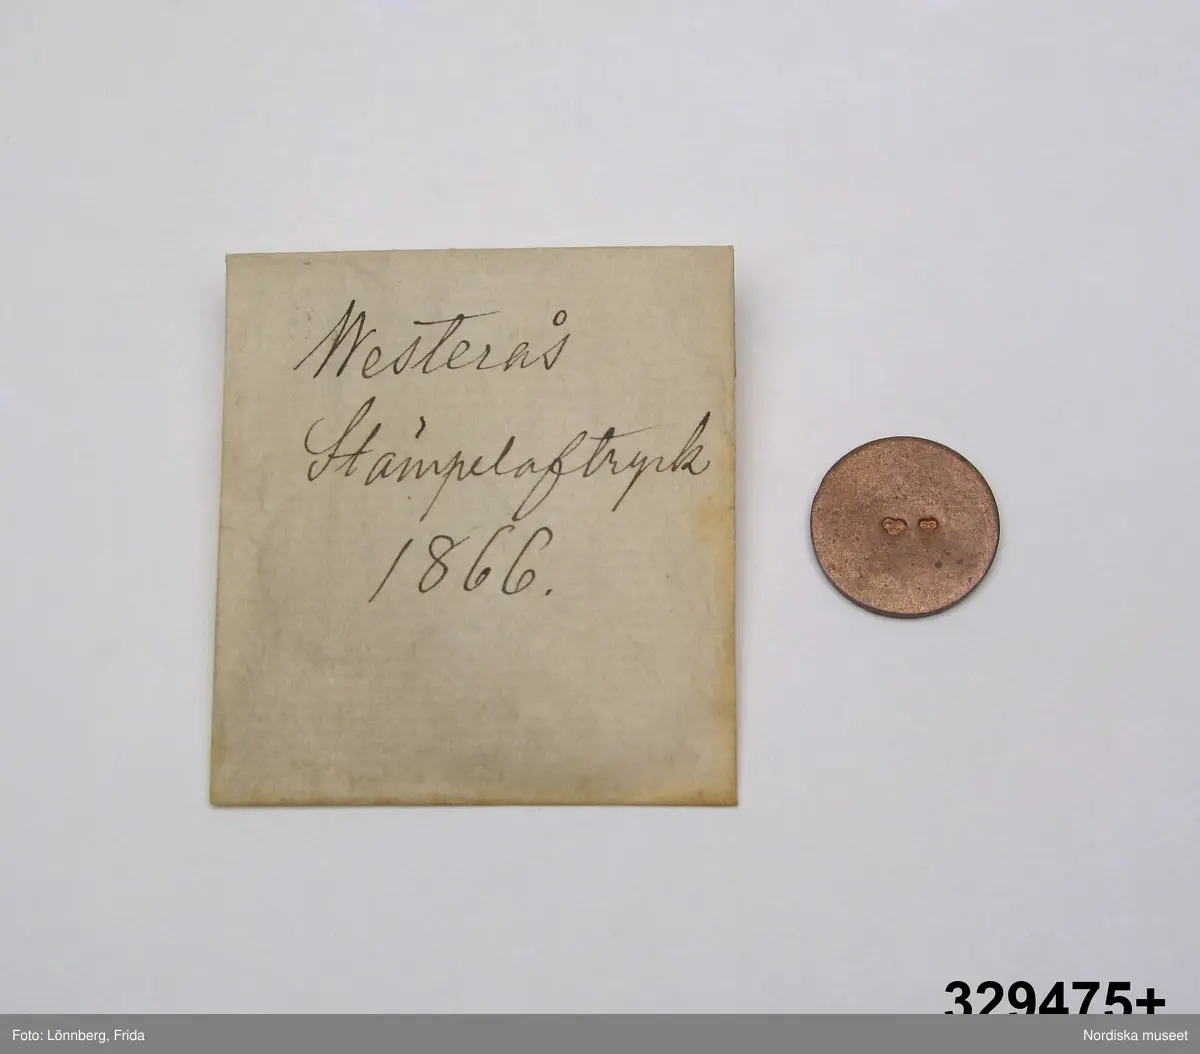 Westerås
Stämpelaftryck
1866.
329475+
Foto: Lönnberg, Frida
Nordiska museet